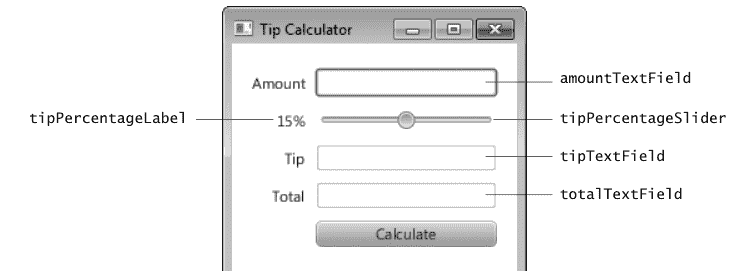 Tip Calculator
Amount
amountTextField
tipPercentageLabel
15%
tipPercentageSlider
Tip
tipTextField
Total
totalTextField
Calculate